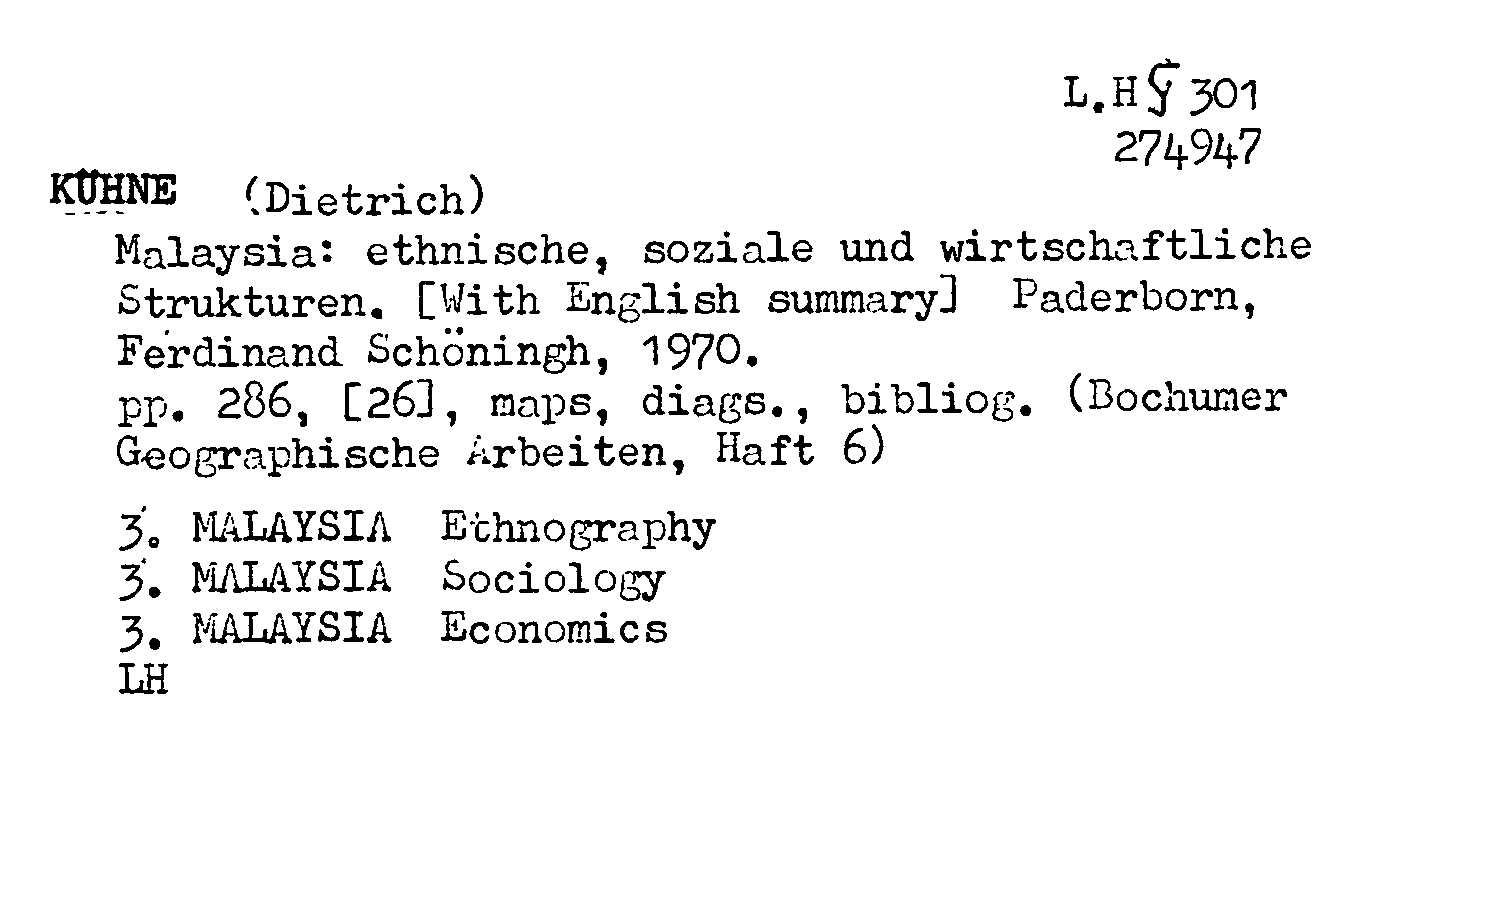 L.H 301
274947
KÜHNE (Dietrich)
Malaysia: ethnische, soziale und wirtschaftliche
Strukturen. [With English summary] Paderborn,
Ferdinand Schöningh, 1970.
pp. 286, [26], maps, diags., bibliog. (Bochumer
Geographische Arbeiten, Haft 6)
3. MALAYSIA Ethnography
3. MALAYSIA Sociology
3. MALAYSIA Economics
LH